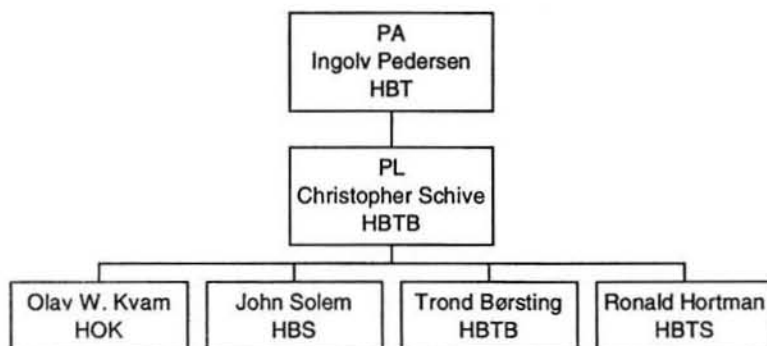 PA
Ingolv Pedersen
HBT
PL
Christopher Schive
HBTB
Olav W. Kvam
HOK
John Solem
HBS
Trond Børsting
HBTB
Ronald Hortman
HBTS